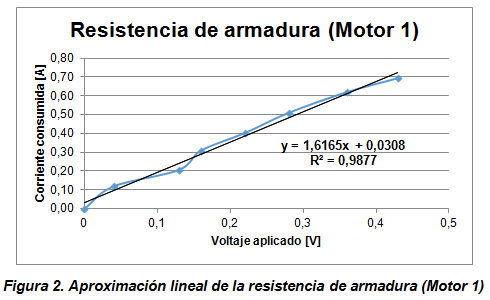 Resistencia de armadura (Motor 1)
Corriente consumida [A]
0,80
0,70
0,60
0,50
0,40
0,30
0,20
0,10
0,00
y = 1,6165x + 0,0308
R² = 0,9877
0 0,1 0,2 0,3 0,4 0,5
Voltaje aplicado [V]
Figura 2. Aproximación lineal de la resistencia de armadura (Motor 1)